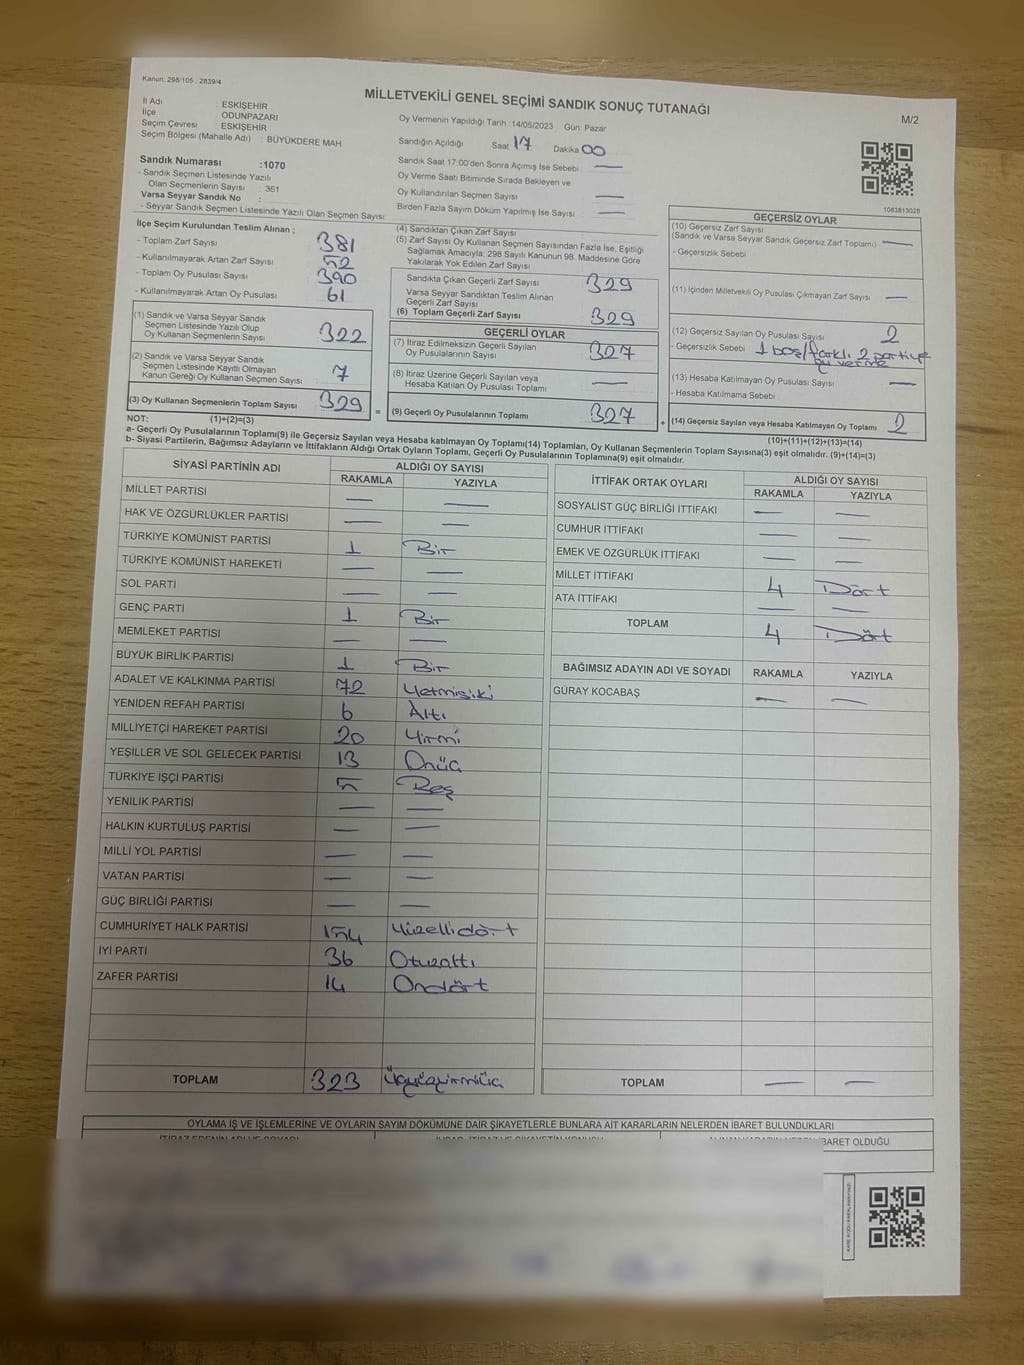 Kanun: 298/105 , 2839/4
MİLLETVEKİLİ GENEL SEÇİMİ SANDIK SONUÇ TUTANAĞI
M/2
İl Adı : ESKİŞEHİR
İlçe : ODUNPAZARI
Seçim Çevresi : ESKİŞEHİR
Seçim Bölgesi (Mahalle Adı) : BÜYÜKDERE MAH
Oy Vermenin Yapıldığı Tarih : 14/05/2023 Gün: Pazar
Sandığın Açıldığı Saat 17 Dakika 00
Sandık Saat 17:00'den Sonra Açımış İse Sebebi —
Oy Verme Saati Bitiminde Sırada Bekleyen ve
Oy Kullandırılan Seçmen Sayısı —
Birden Fazla Sayım Döküm Yapılmış İse Sayısı —
Sandık Numarası :1070
- Sandık Seçmen Listesinde Yazılı
Olan Seçmenlerin Sayısı : 361
Varsa Seyyar Sandık No :
- Seyyar Sandık Seçmen Listesinde Yazılı Olan Seçmen Sayısı :
1083813028
İlçe Seçim Kurulundan Teslim Alınan ;
- Toplam Zarf Sayısı 381
- Kullanılmayarak Artan Zarf Sayısı 52
- Toplam Oy Pusulası Sayısı 390
- Kullanılmayarak Artan Oy Pusulası 61
(1) Sandık ve Varsa Seyyar Sandık
Seçmen Listesinde Yazılı Olup
Oy Kullanan Seçmenlerin Sayısı 322
(2) Sandık ve Varsa Seyyar Sandık
Seçmen Listesinde Kayıtlı Olmayan
Kanun Gereği Oy Kullanan Seçmen Sayısı 7
(3) Oy Kullanan Seçmenlerin Toplam Sayısı 329
(1)+(2)=(3)
(4) Sandıktan Çıkan Zarf Sayısı
(5) Zarf Sayısı Oy Kullanan Seçmen Sayısından Fazla İse, Eşitliği
Sağlamak Amacıyla; 298 Sayılı Kanunun 98. Maddesine Göre
Yakılarak Yok Edilen Zarf Sayısı
Sandıkta Çıkan Geçerli Zarf Sayısı 329
Varsa Seyyar Sandıktan Teslim Alınan
Geçerli Zarf Sayısı
(6) Toplam Geçerli Zarf Sayısı 329
GEÇERLİ OYLAR
(7) İtiraz Edilmeksizin Geçerli Sayılan
Oy Pusulalarının Sayısı 327
(8) İtiraz Üzerine Geçerli Sayılan veya
Hesaba Katılan Oy Pusulası Toplamı —
= (9) Geçerli Oy Pusulalarının Toplamı 327
GEÇERSİZ OYLAR
(10) Geçersiz Zarf Sayısı
(Sandık ve Varsa Seyyar Sandık Geçersiz Zarf Toplamı) —
- Geçersizlik Sebebi
(11) İçinden Milletvekili Oy Pusulası Çıkmayan Zarf Sayısı —
(12) Geçersiz Sayılan Oy Pusulası Sayısı 2
- Geçersizlik Sebebi 1 boş/farklı 2 partiye
oy verme
(13) Hesaba Katılmayan Oy Pusulası Sayısı —
- Hesaba Katılmama Sebebi
+ (14) Geçersiz Sayılan veya Hesaba Katılmayan Oy Toplamı 2
(10)+(11)+(12)+(13)=(14)
NOT:
a- Geçerli Oy Pusulalarının Toplamı(9) ile Geçersiz Sayılan veya Hesaba katılmayan Oy Toplamı(14) Toplamları, Oy Kullanan Seçmenlerin Toplam Sayısına(3) eşit olmalıdır. (9)+(14)=(3)
b- Siyasi Partilerin, Bağımsız Adayların ve İttifakların Aldığı Ortak Oyların Toplamı, Geçerli Oy Pusulalarının Toplamına(9) eşit olmalıdır.
SİYASİ PARTİNİN ADI ALDIĞI OY SAYISI
RAKAMLA YAZIYLA
MİLLET PARTİSİ — —
HAK VE ÖZGÜRLÜKLER PARTİSİ — —
TÜRKİYE KOMÜNİST PARTİSİ 1 Bir
TÜRKİYE KOMÜNİST HAREKETİ — —
SOL PARTİ — —
GENÇ PARTİ 1 Bir
MEMLEKET PARTİSİ — —
BÜYÜK BİRLİK PARTİSİ 1 Bir
ADALET VE KALKINMA PARTİSİ 72 Yetmişiki
YENİDEN REFAH PARTİSİ 6 Altı
MİLLİYETÇİ HAREKET PARTİSİ 20 Yirmi
YEŞİLLER VE SOL GELECEK PARTİSİ 13 Onüç
TÜRKİYE İŞÇİ PARTİSİ 5 Beş
YENİLİK PARTİSİ — —
HALKIN KURTULUŞ PARTİSİ — —
MİLLİ YOL PARTİSİ — —
VATAN PARTİSİ — —
GÜÇ BİRLİĞİ PARTİSİ — —
CUMHURİYET HALK PARTİSİ 154 Yüzellidört
İYİ PARTİ 36 Otuzaltı
ZAFER PARTİSİ 14 Ondört
TOPLAM 323 Üçyüzyirmiüç
İTTİFAK ORTAK OYLARI ALDIĞI OY SAYISI
RAKAMLA YAZIYLA
SOSYALİST GÜÇ BİRLİĞİ İTTİFAKI — —
CUMHUR İTTİFAKI — —
EMEK VE ÖZGÜRLÜK İTTİFAKI — —
MİLLET İTTİFAKI 4 Dört
ATA İTTİFAKI — —
TOPLAM 4 Dört
BAĞIMSIZ ADAYIN ADI VE SOYADI RAKAMLA YAZIYLA
GÜRAY KOCABAŞ — —
TOPLAM — —
OYLAMA İŞ VE İŞLEMLERİNE VE OYLARIN SAYIM DÖKÜMÜNE DAİR ŞİKAYETLERLE BUNLARA AİT KARARLARIN NELERDEN İBARET BULUNDUKLARI
İBARET OLDUĞU